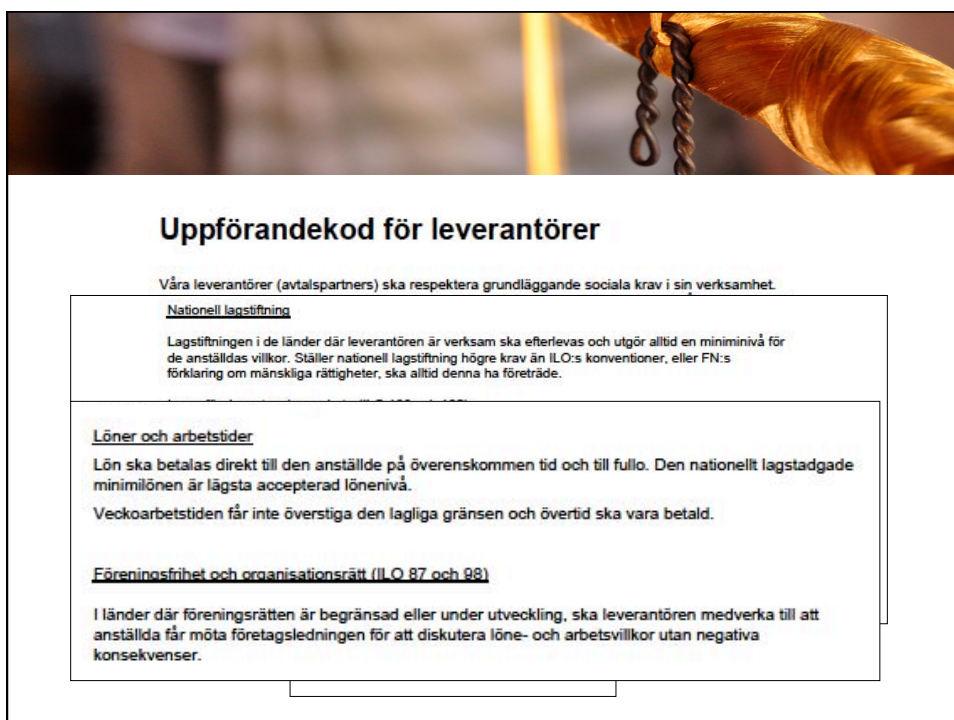 Uppförandekod för leverantörer
Våra leverantörer (avtalspartners) ska respektera grundläggande sociala krav i sin verksamhet.
Nationell lagstiftning
Lagstiftningen i de länder där leverantören är verksam ska efterlevas och utgör alltid en miniminivå för
de anställdas villkor. Ställer nationell lagstiftning högre krav än ILO:s konventioner, eller FN:s
förklaring om mänskliga rättigheter, ska alltid denna ha företräde.
Löner och arbetstider
Lön ska betalas direkt till den anställde på överenskommen tid och till fullo. Den nationellt lagstadgade
minimilönen är lägsta accepterad lönenivå.
Veckoarbetstiden får inte överstiga den lagliga gränsen och övertid ska vara betald.
Föreningsfrihet och organisationsrätt (ILO 87 och 98)
I länder där föreningsrätten är begränsad eller under utveckling, ska leverantören medverka till att
anställda får möta företagsledningen för att diskutera löne- och arbetsvillkor utan negativa
konsekvenser.